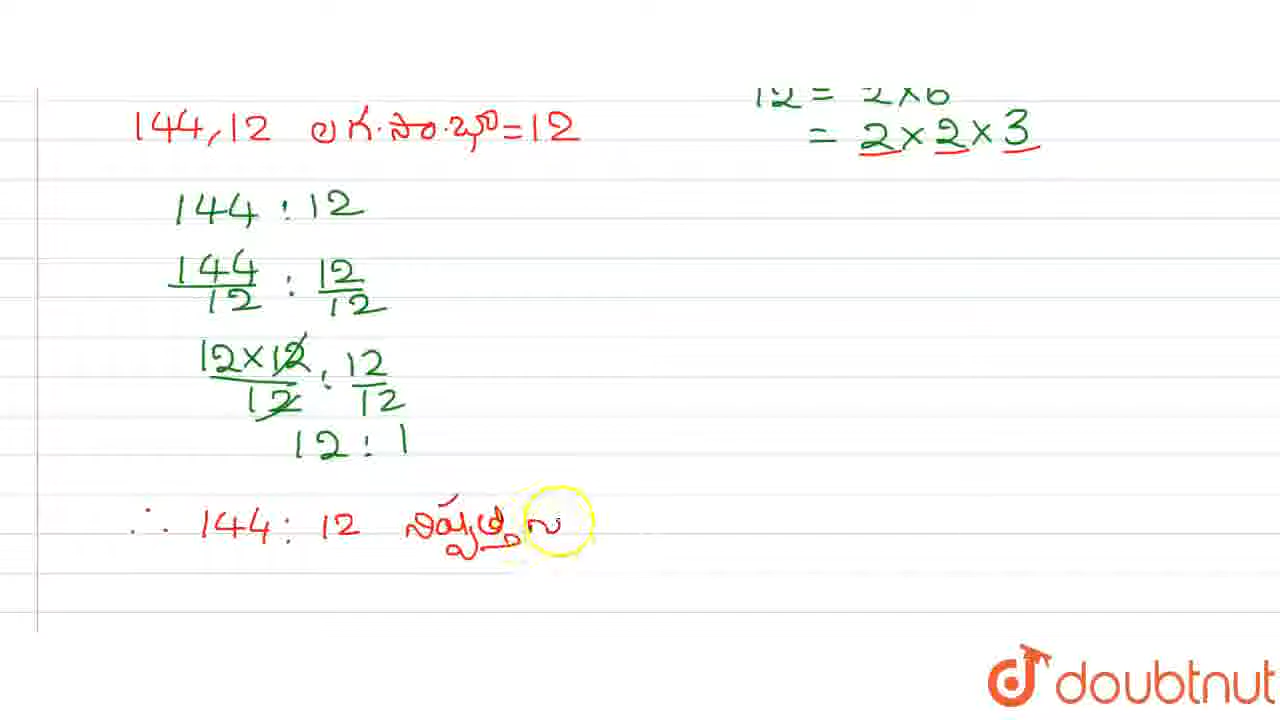 144, 12 ల గ.సా.భా = 12
144 : 12
144/12 : 12/12
12×12/12 : 12/12
12 : 1
∴ 144 : 12
12 = 2×6
= 2×2×3
doubtnut